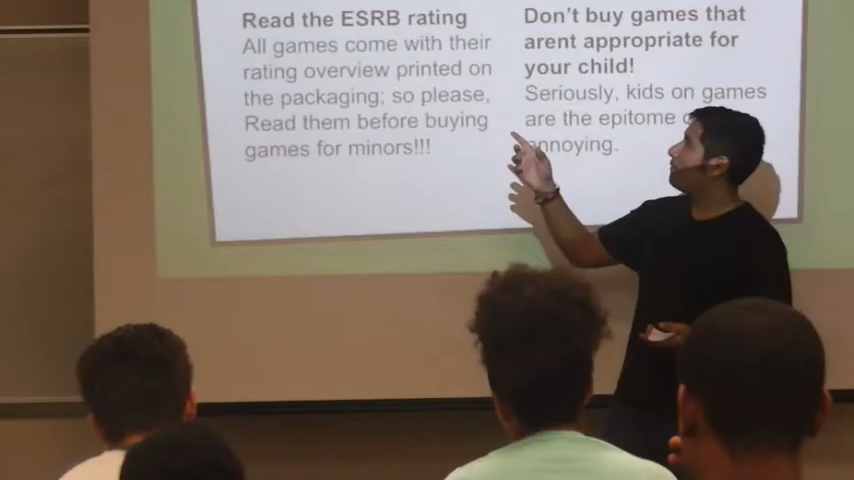 Read the ESRB rating
All games come with their
rating overview printed on
the packaging; so please,
Read them before buying
games for minors!!!
Don't buy games that
arent appropriate for
your child!
Seriously, kids on games
are the epitome
annoying.